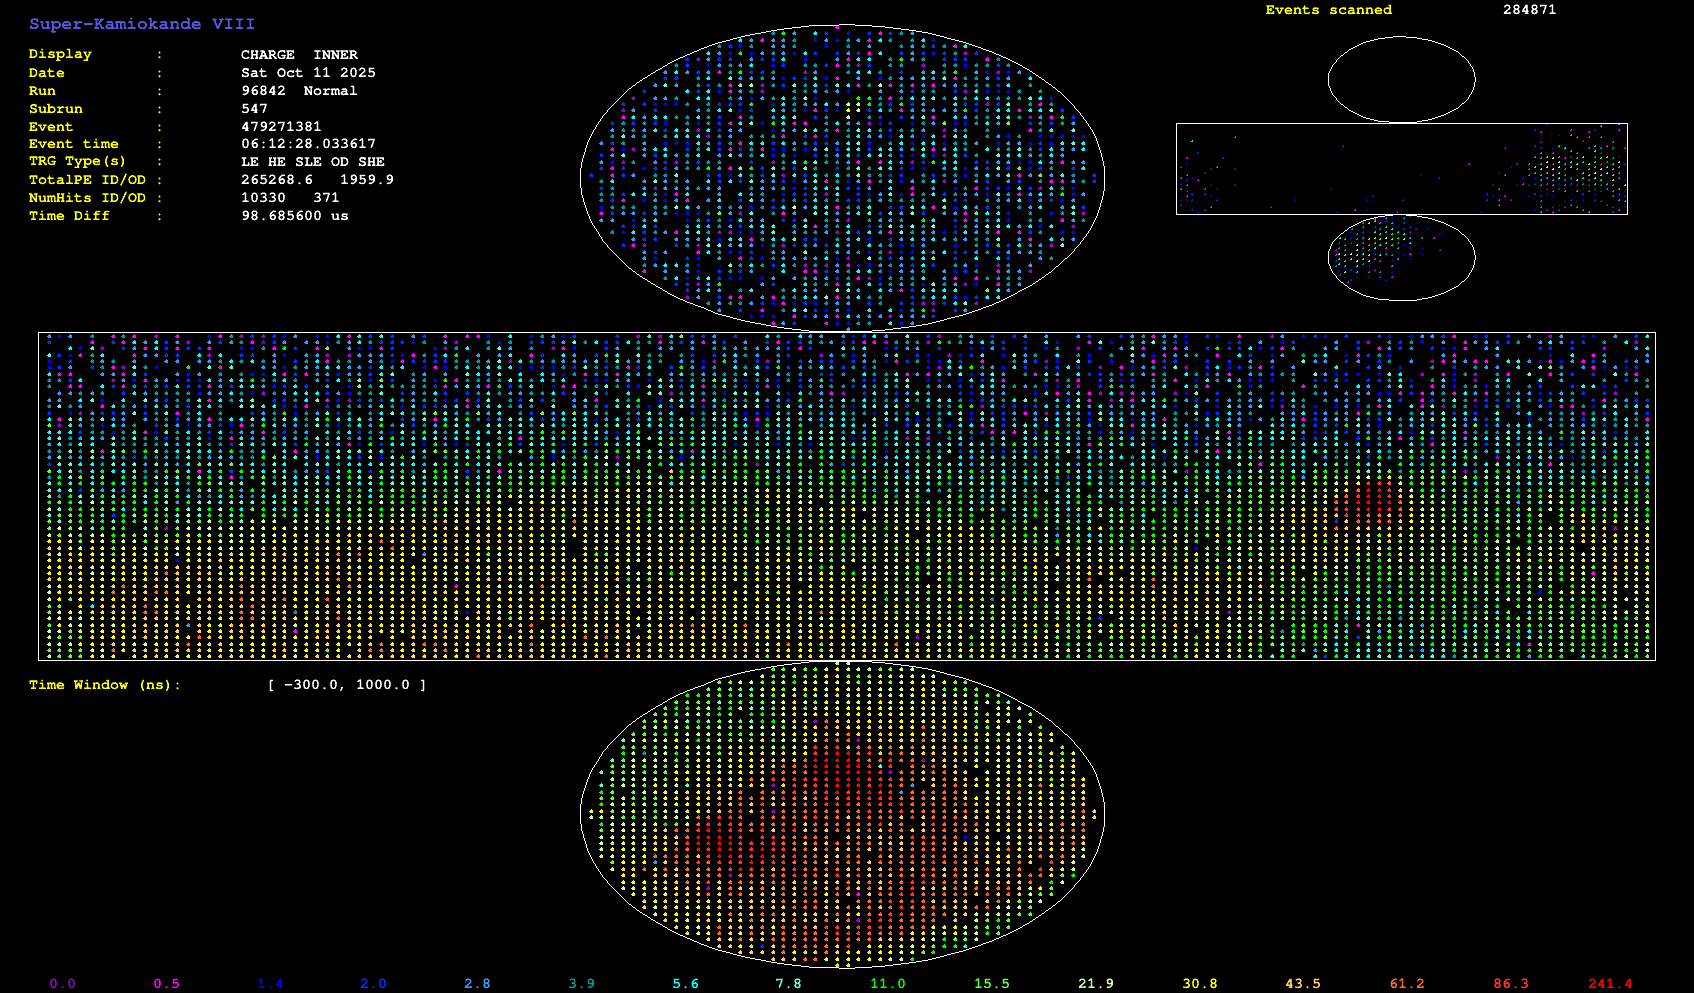 Super-Kamiokande VIII
Events scanned 284871
Display : CHARGE INNER
Date : Sat Oct 11 2025
Run : 96842 Normal
Subrun : 547
Event : 479271381
Event time : 06:12:28.033617
TRG Type(s) : LE HE SLE OD SHE
TotalPE ID/OD : 265268.6 1959.9
NumHits ID/OD : 10330 371
Time Diff : 98.685600 us
Time Window (ns): [ -300.0, 1000.0 ]
0.0 0.5 1.4 2.0 2.8 3.9 5.6 7.8 11.0 15.5 21.9 30.8 43.5 61.2 86.3 241.4